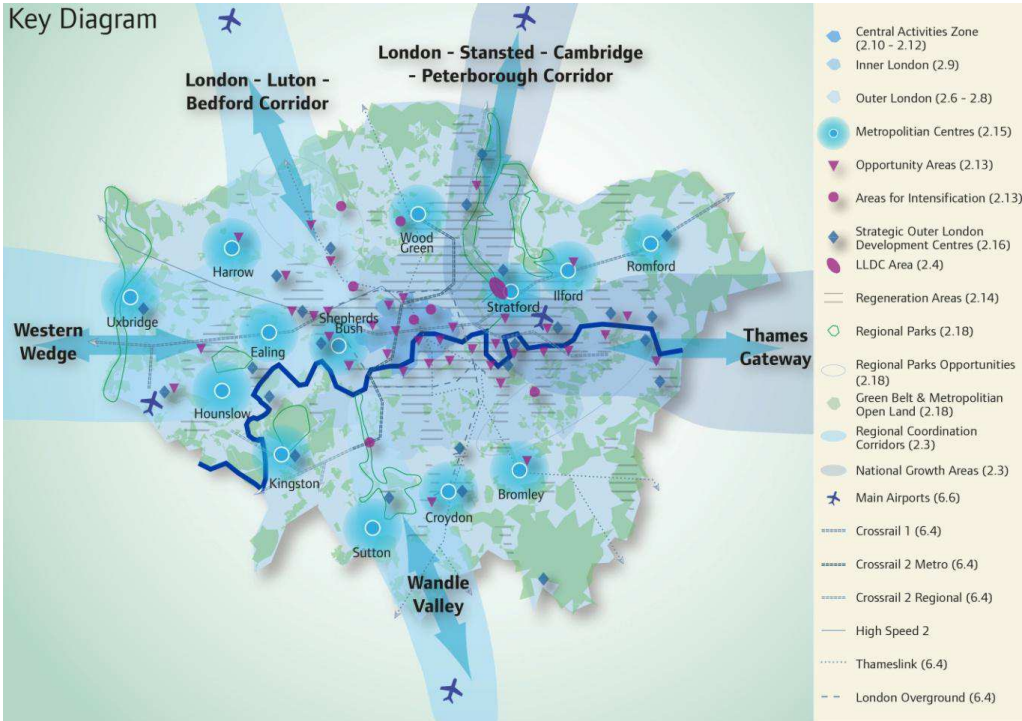 Key Diagram
London - Luton -
Bedford Corridor
London - Stansted - Cambridge
- Peterborough Corridor
Wood
Green
Harrow
Romford
Ilford
Stratford
Uxbridge
Shepherds
Bush
Western
Wedge
Ealing
Thames
Gateway
Hounslow
Kingston
Bromley
Croydon
Sutton
Wandle
Valley
Central Activities Zone
(2.10 - 2.12)
Inner London (2.9)
Outer London (2.6 - 2.8)
Metropolitan Centres (2.15)
Opportunity Areas (2.13)
Areas for Intensification (2.13)
Strategic Outer London
Development Centres (2.16)
LLDC Area (2.4)
Regeneration Areas (2.14)
Regional Parks (2.18)
Regional Parks Opportunities
(2.18)
Green Belt & Metropolitan
Open Land (2.18)
Regional Coordination
Corridors (2.3)
National Growth Areas (2.3)
Main Airports (6.6)
Crossrail 1 (6.4)
Crossrail 2 Metro (6.4)
Crossrail 2 Regional (6.4)
High Speed 2
Thameslink (6.4)
London Overground (6.4)